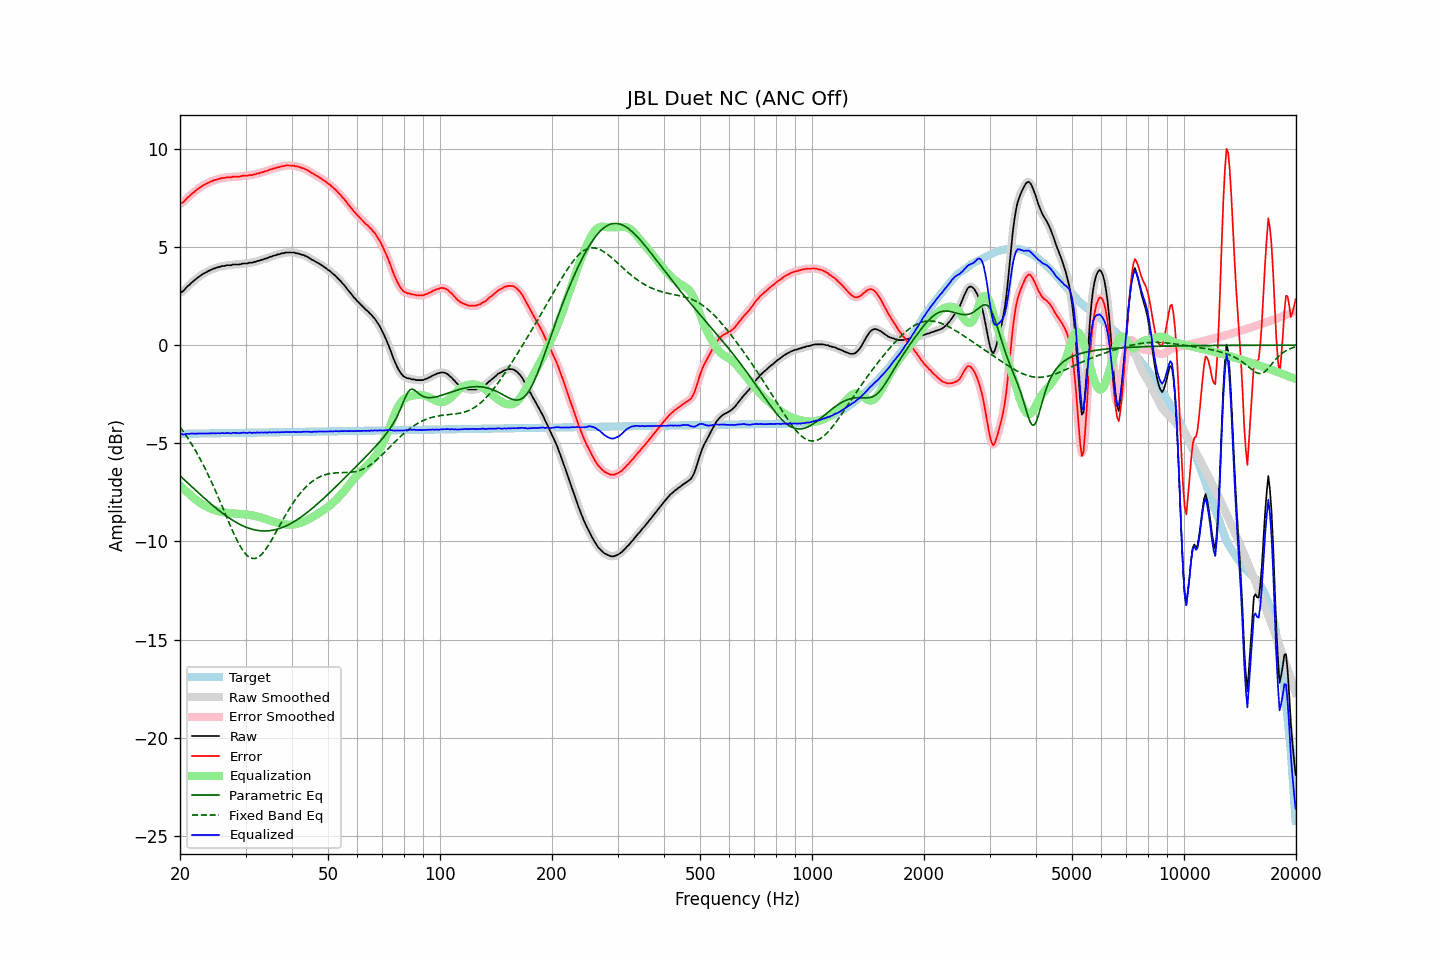 JBL Duet NC (ANC Off)
Amplitude (dBr)
10
5
0
−5
−10
−15
−20
−25
Target
Raw Smoothed
Error Smoothed
Raw
Error
Equalization
Parametric Eq
Fixed Band Eq
Equalized
20 50 100 200 500 1000 2000 5000 10000 20000
Frequency (Hz)